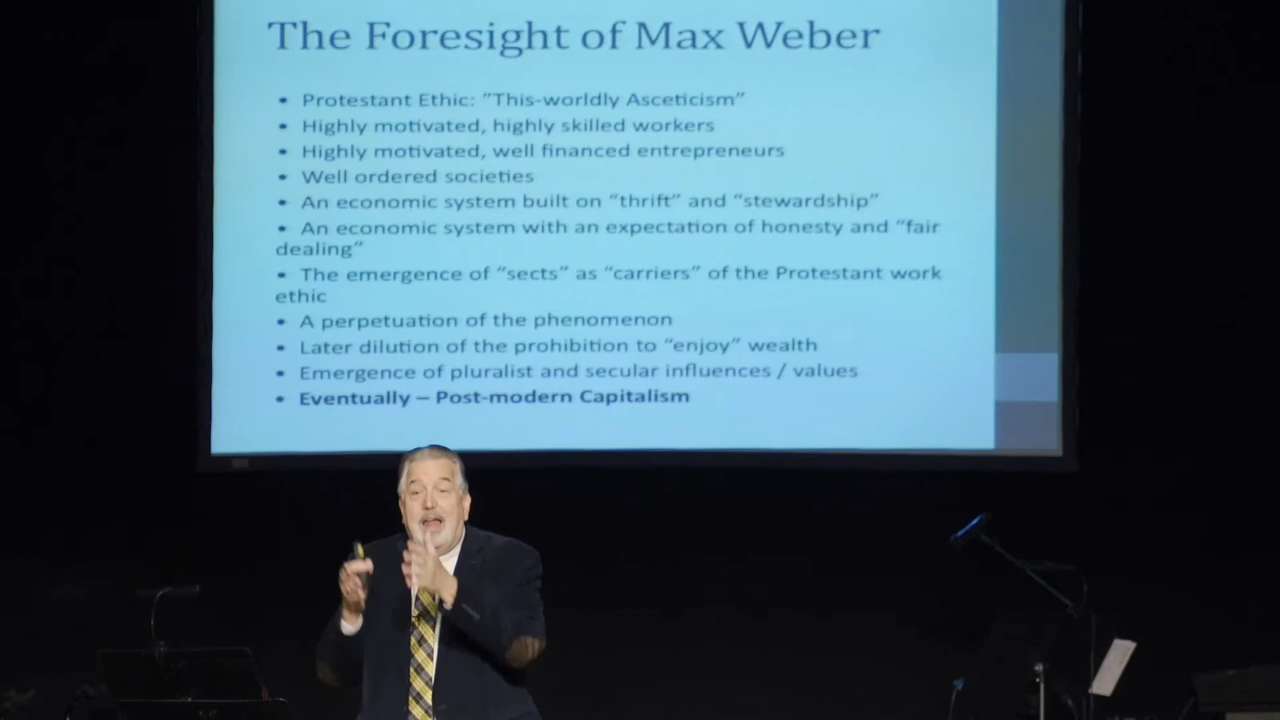 The Foresight of Max Weber
• Protestant Ethic: “This-worldly Asceticism”
• Highly motivated, highly skilled workers
• Highly motivated, well financed entrepreneurs
• Well ordered societies
• An economic system built on “thrift” and “stewardship”
• An economic system with an expectation of honesty and “fair
dealing”
• The emergence of “sects” as “carriers” of the Protestant work
ethic
• A perpetuation of the phenomenon
• Later dilution of the prohibition to “enjoy” wealth
• Emergence of pluralist and secular influences / values
• Eventually – Post-modern Capitalism